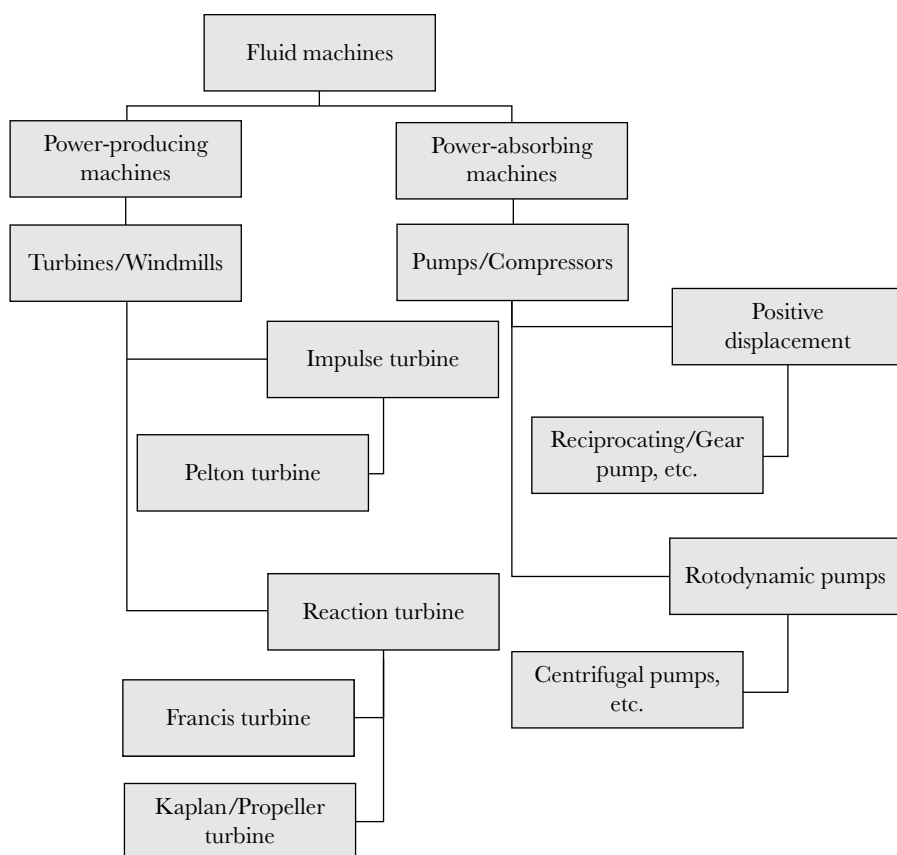 Fluid machines
Power-producing
machines
Power-absorbing
machines
Turbines/Windmills
Pumps/Compressors
Positive
displacement
Impulse turbine
Reciprocating/Gear
pump, etc.
Pelton turbine
Rotodynamic pumps
Reaction turbine
Centrifugal pumps,
etc.
Francis turbine
Kaplan/Propeller
turbine